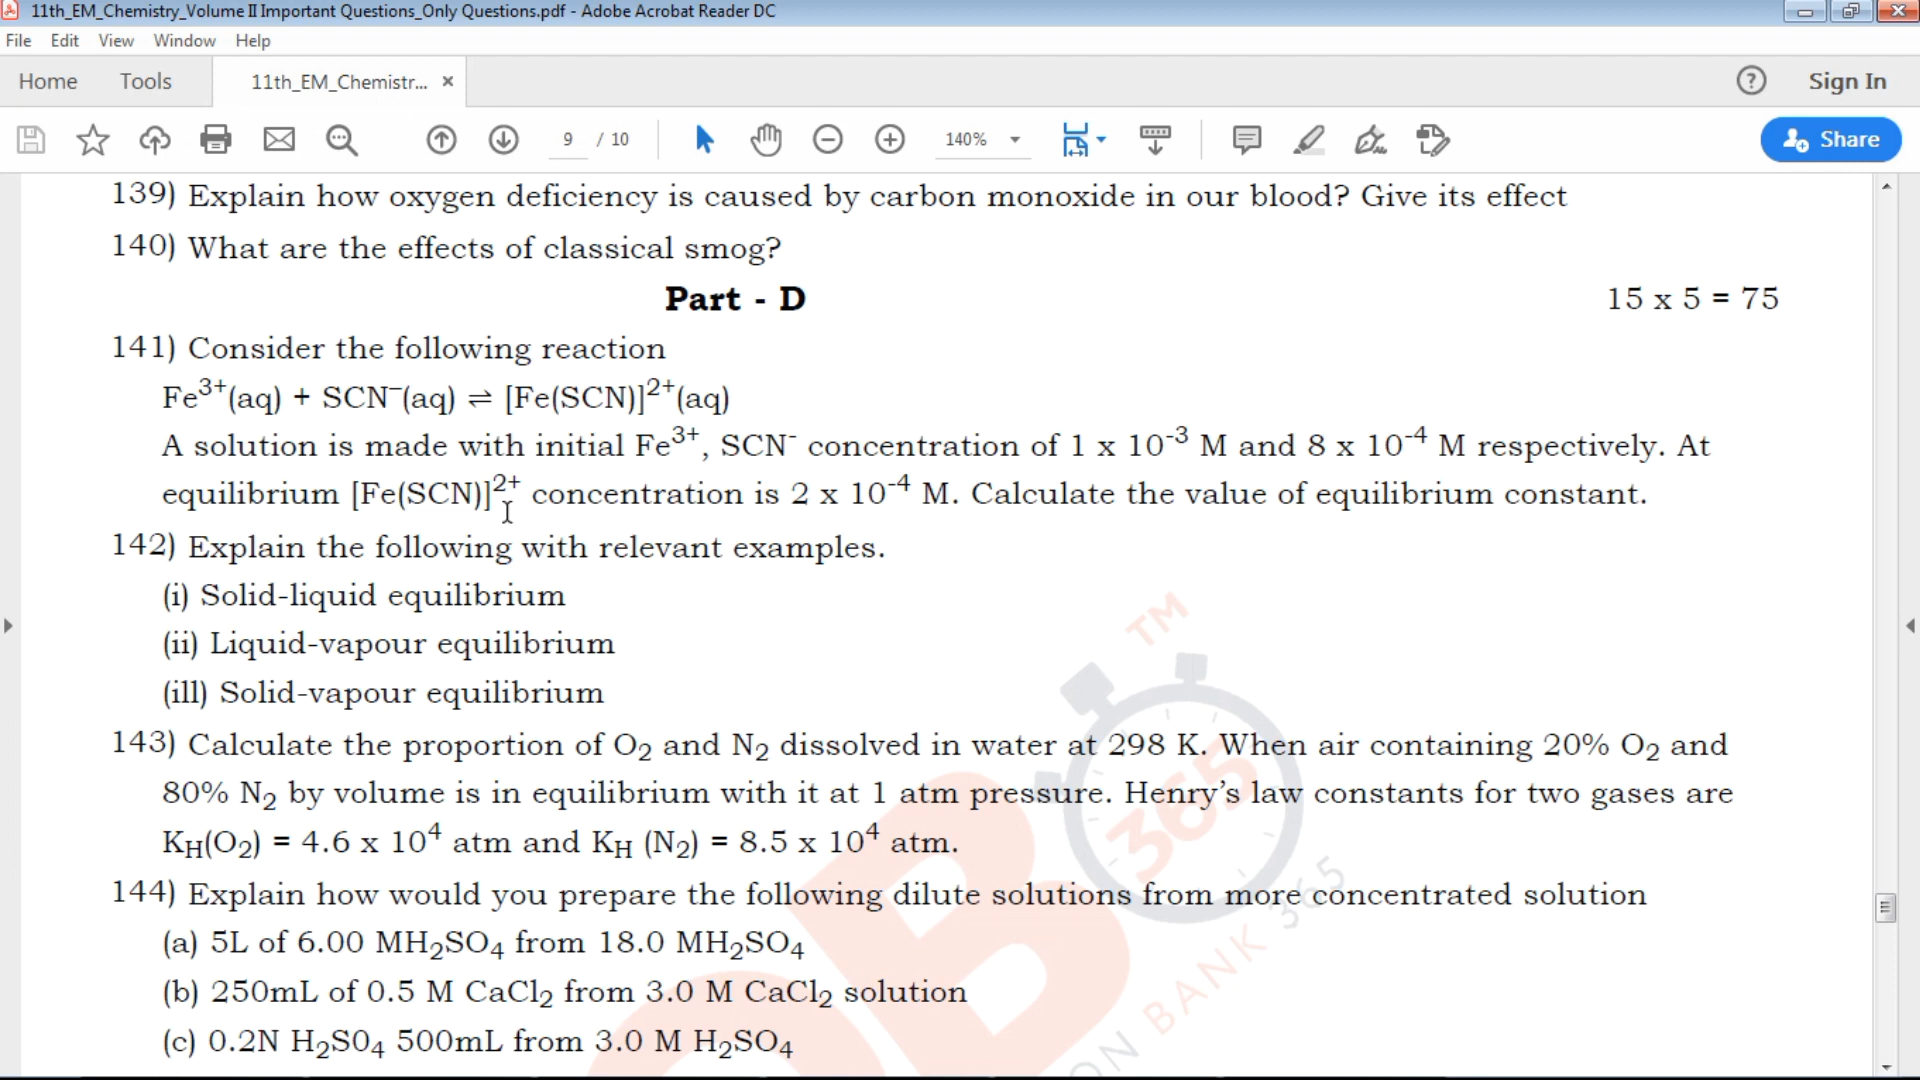 11th_EM_Chemistry_Volume II Important Questions_Only Questions.pdf - Adobe Acrobat Reader DC
File Edit View Window Help
Home Tools 11th_EM_Chemistr... × Sign In
9 / 10 140% Share
139) Explain how oxygen deficiency is caused by carbon monoxide in our blood? Give its effect
140) What are the effects of classical smog?
Part - D 15 x 5 = 75
141) Consider the following reaction
Fe³⁺(aq) + SCN⁻(aq) ⇌ [Fe(SCN)]²⁺(aq)
A solution is made with initial Fe³⁺, SCN⁻ concentration of 1 x 10⁻³ M and 8 x 10⁻⁴ M respectively. At
equilibrium [Fe(SCN)]²⁺ concentration is 2 x 10⁻⁴ M. Calculate the value of equilibrium constant.
142) Explain the following with relevant examples.
(i) Solid-liquid equilibrium
(ii) Liquid-vapour equilibrium
(ill) Solid-vapour equilibrium
143) Calculate the proportion of O₂ and N₂ dissolved in water at 298 K. When air containing 20% O₂ and
80% N₂ by volume is in equilibrium with it at 1 atm pressure. Henry's law constants for two gases are
K_H(O₂) = 4.6 x 10⁴ atm and K_H (N₂) = 8.5 x 10⁴ atm.
144) Explain how would you prepare the following dilute solutions from more concentrated solution
(a) 5L of 6.00 MH₂SO₄ from 18.0 MH₂SO₄
(b) 250mL of 0.5 M CaCl₂ from 3.0 M CaCl₂ solution
(c) 0.2N H₂S0₄ 500mL from 3.0 M H₂SO₄
TM
365
B
ON BANK 365